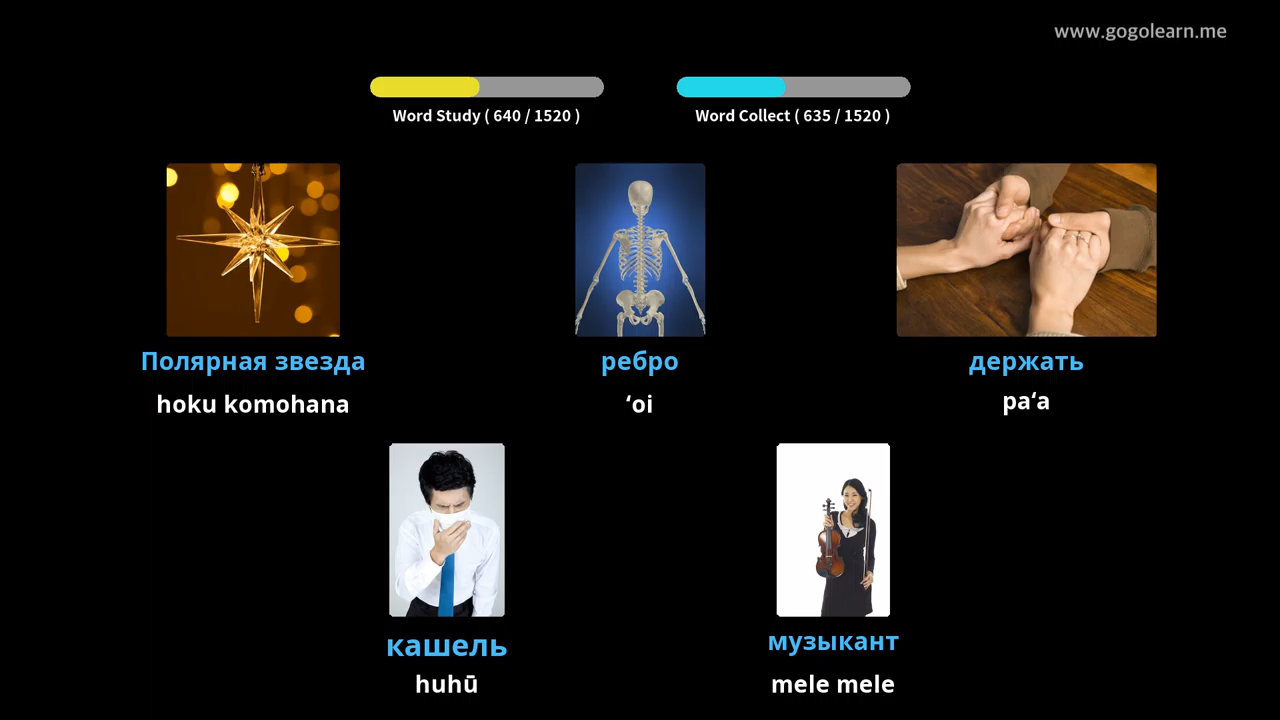 www.gogolearn.me
Word Study ( 640 / 1520 )
Word Collect ( 635 / 1520 )
Полярная звезда
hoku komohana
ребро
ʻoi
держать
paʻa
кашель
huhū
музыкант
mele mele